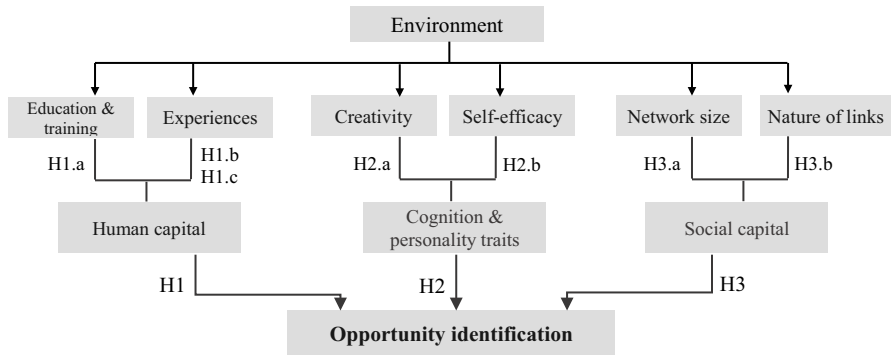 Environment
Education &
training
Experiences
Creativity
Self-efficacy
Network size
Nature of links
H1.a
H1.b
H1.c
H2.a
H2.b
H3.a
H3.b
Human capital
Cognition &
personality traits
Social capital
H1
H2
H3
Opportunity identification